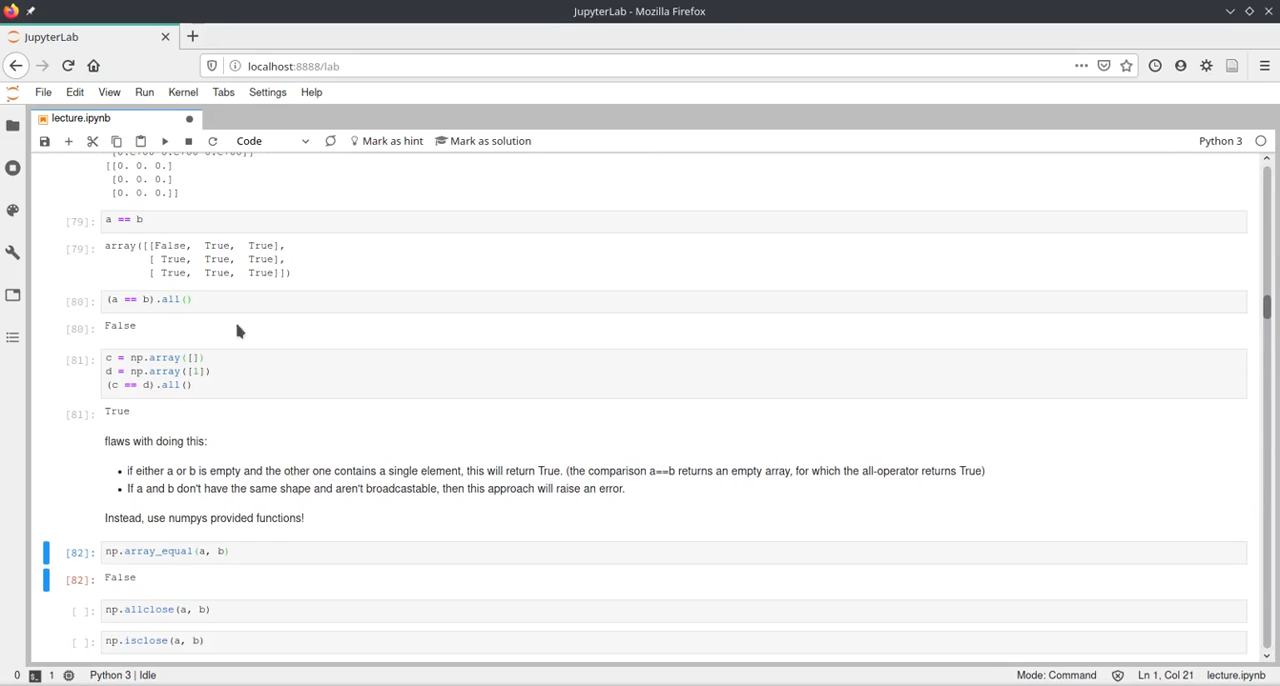 JupyterLab - Mozilla Firefox
JupyterLab
localhost:8888/lab
File Edit View Run Kernel Tabs Settings Help
lecture.ipynb
Code Mark as hint Mark as solution Python 3
[[0. 0. 0.]
[0. 0. 0.]
[0. 0. 0.]]
[79]: a == b
[79]: array([[False, True, True],
[ True, True, True],
[ True, True, True]])
[80]: (a == b).all()
[80]: False
[81]: c = np.array([])
d = np.array([1])
(c == d).all()
[81]: True
flaws with doing this:
• if either a or b is empty and the other one contains a single element, this will return True. (the comparison a==b returns an empty array, for which the all-operator returns True)
• If a and b don't have the same shape and aren't broadcastable, then this approach will raise an error.
Instead, use numpys provided functions!
[82]: np.array_equal(a, b)
[82]: False
[ ]: np.allclose(a, b)
[ ]: np.isclose(a, b)
0 1 Python 3 | Idle Mode: Command Ln 1, Col 21 lecture.ipynb